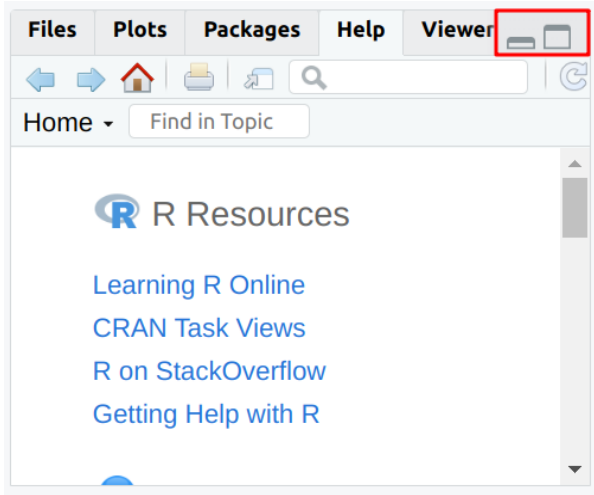 Files Plots Packages Help Viewer
Home Find in Topic
R R Resources
Learning R Online
CRAN Task Views
R on StackOverflow
Getting Help with R